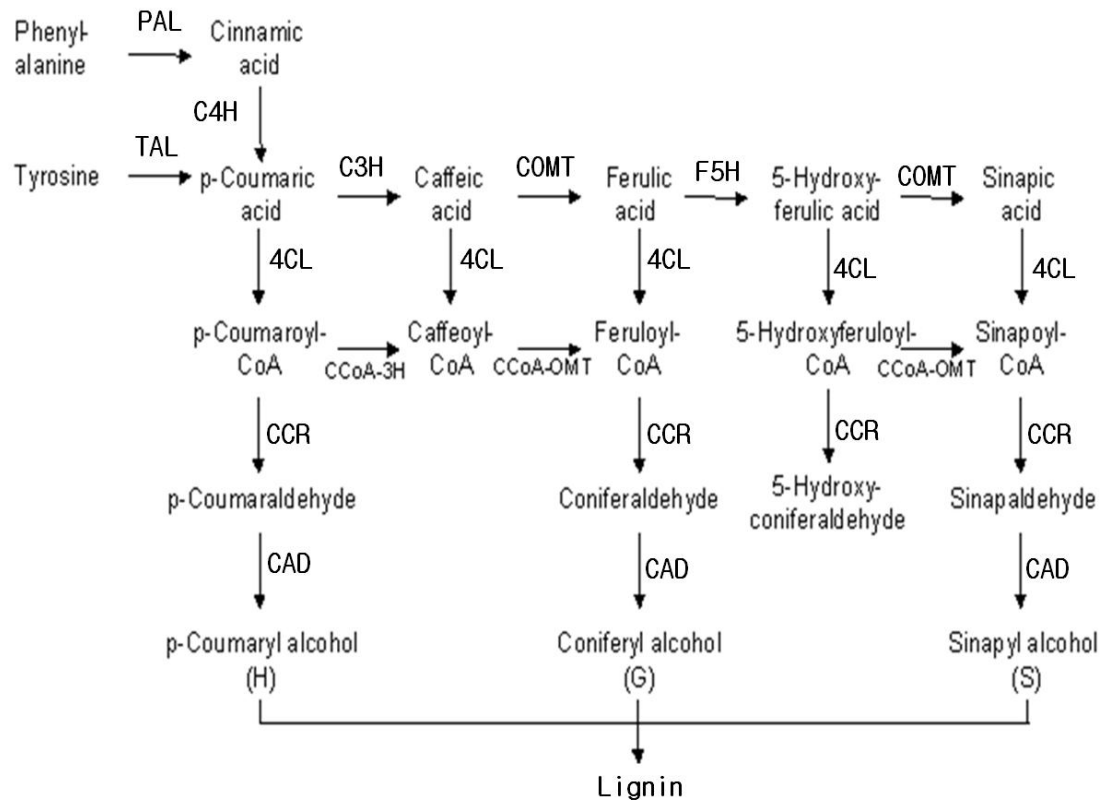 PAL
Phenyl-
alanine
Cinnamic
acid
C4H
TAL
Tyrosine
p-Coumaric
acid
C3H
Caffeic
acid
COMT
Ferulic
acid
F5H
5-Hydroxy-
ferulic acid
COMT
Sinapic
acid
4CL
4CL
4CL
4CL
4CL
p-Coumaroyl-
CoA
CCoA-3H
Caffeoyl-
CoA
CCoA-OMT
Feruloyl-
CoA
5-Hydroxyferuloyl-
CoA
CCoA-OMT
Sinapoyl-
CoA
CCR
CCR
CCR
CCR
p-Coumaraldehyde
Coniferaldehyde
5-Hydroxy-
coniferaldehyde
Sinapaldehyde
CAD
CAD
CAD
p-Coumaryl alcohol
(H)
Coniferyl alcohol
(G)
Sinapyl alcohol
(S)
Lignin